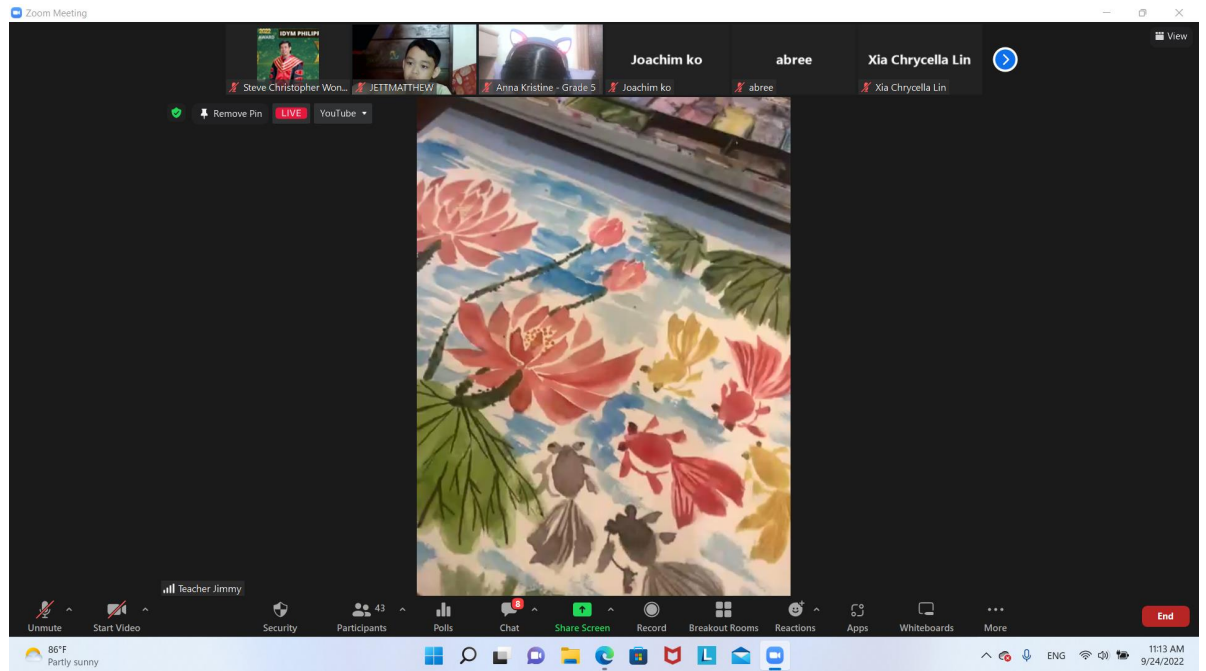 Zoom Meeting
View
IDYM PHILIPI
AWARD
Joachim ko
abree
Xia Chrycella Lin
Steve Christopher Won...
JETTMATTHEW
Anna Kristine - Grade 5
Joachim ko
abree
Xia Chrycella Lin
Remove Pin
LIVE
YouTube
Teacher Jimmy
43
8
Unmute
Start Video
Security
Participants
Polls
Chat
Share Screen
Record
Breakout Rooms
Reactions
Apps
Whiteboards
More
End
86°F
Partly sunny
L
ENG
11:13 AM
9/24/2022